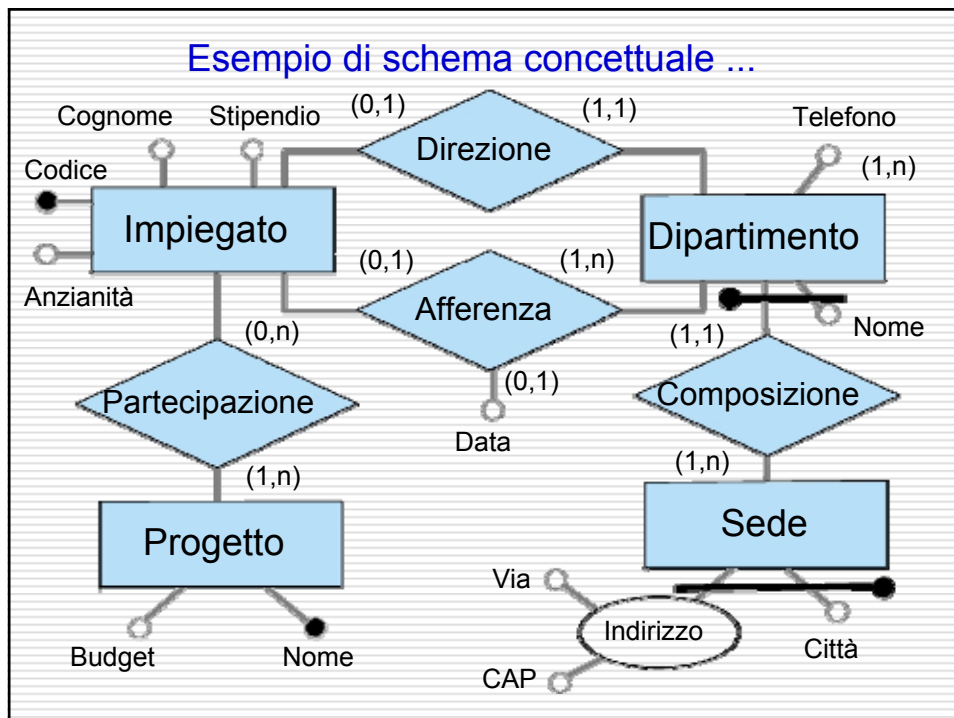 Esempio di schema concettuale ...
(0,1)
(1,1)
Cognome
Stipendio
Telefono
Direzione
Codice
(1,n)
Impiegato
Dipartimento
(0,1)
(1,n)
Anzianità
Afferenza
Nome
(0,n)
(1,1)
(0,1)
Partecipazione
Composizione
Data
(1,n)
(1,n)
Progetto
Sede
Via
Indirizzo
Budget
Nome
Città
CAP